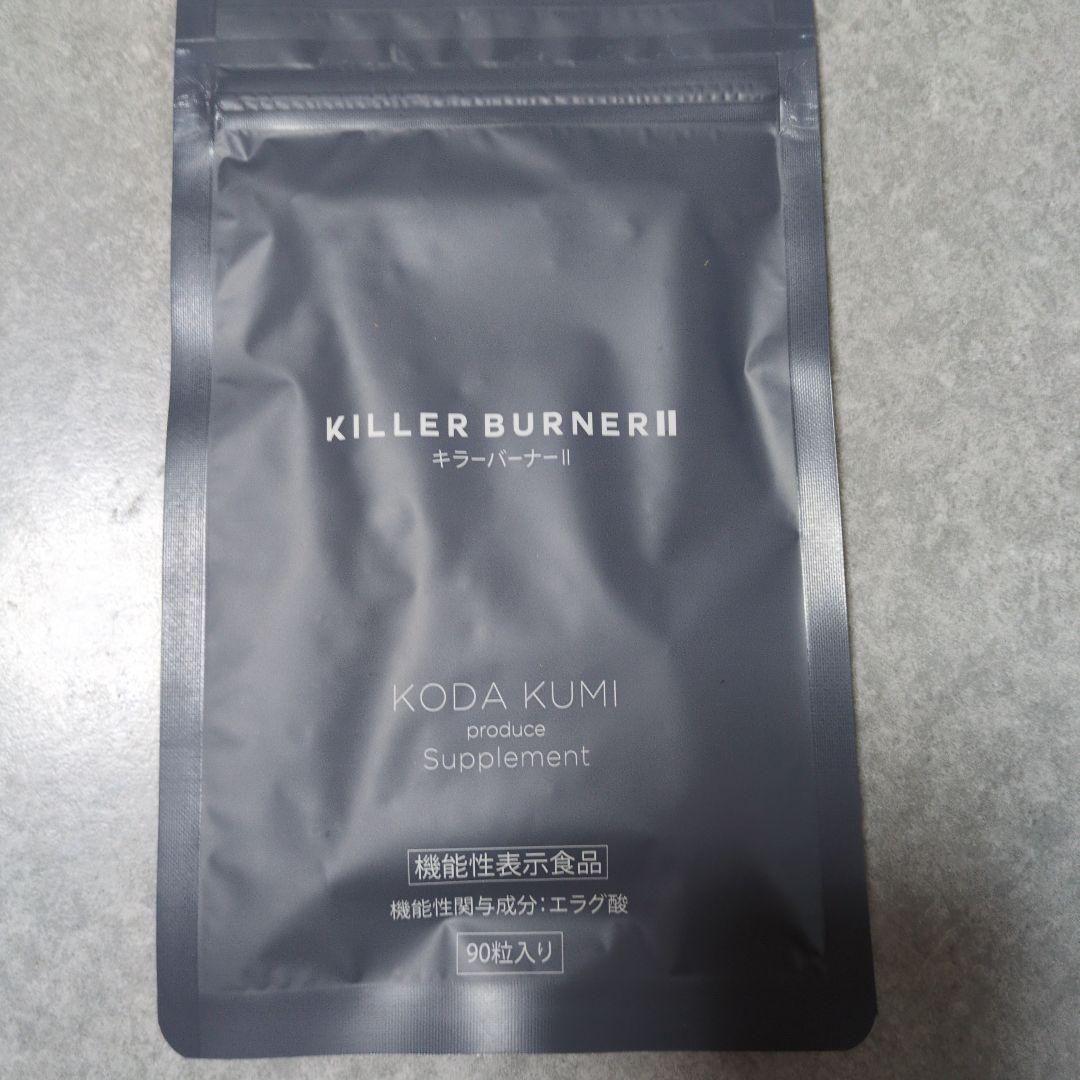 KILLER BURNERⅡ
キラーバーナーⅡ
KODA KUMI
produce
Supplement
機能性表示食品
機能性関与成分:エラグ酸
90粒入り